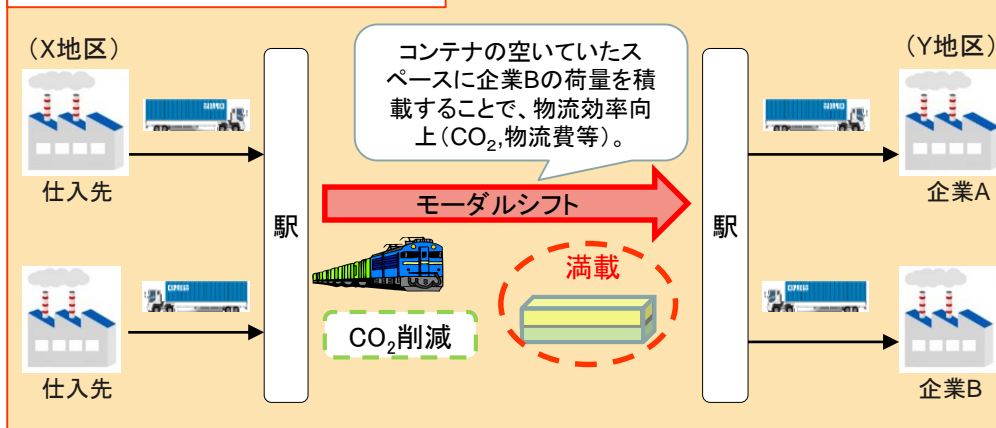 （X地区）
（Y地区）
コンテナの空いていたス
ペースに企業Bの荷量を積
載することで、物流効率向
上（CO₂,物流費等）。
仕入先
駅
モーダルシフト
駅
企業A
満載
CO₂削減
仕入先
企業B